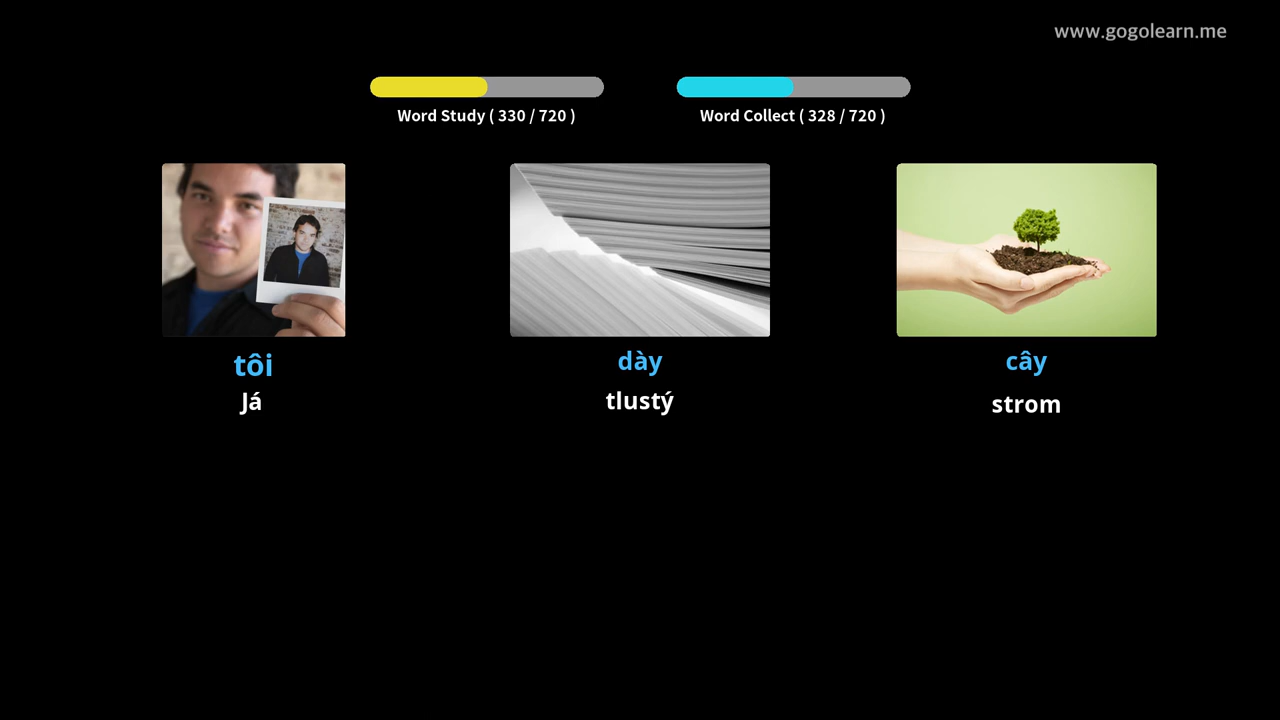 www.gogolearn.me
Word Study ( 330 / 720 )
Word Collect ( 328 / 720 )
tôi
Já
dày
tlustý
cây
strom